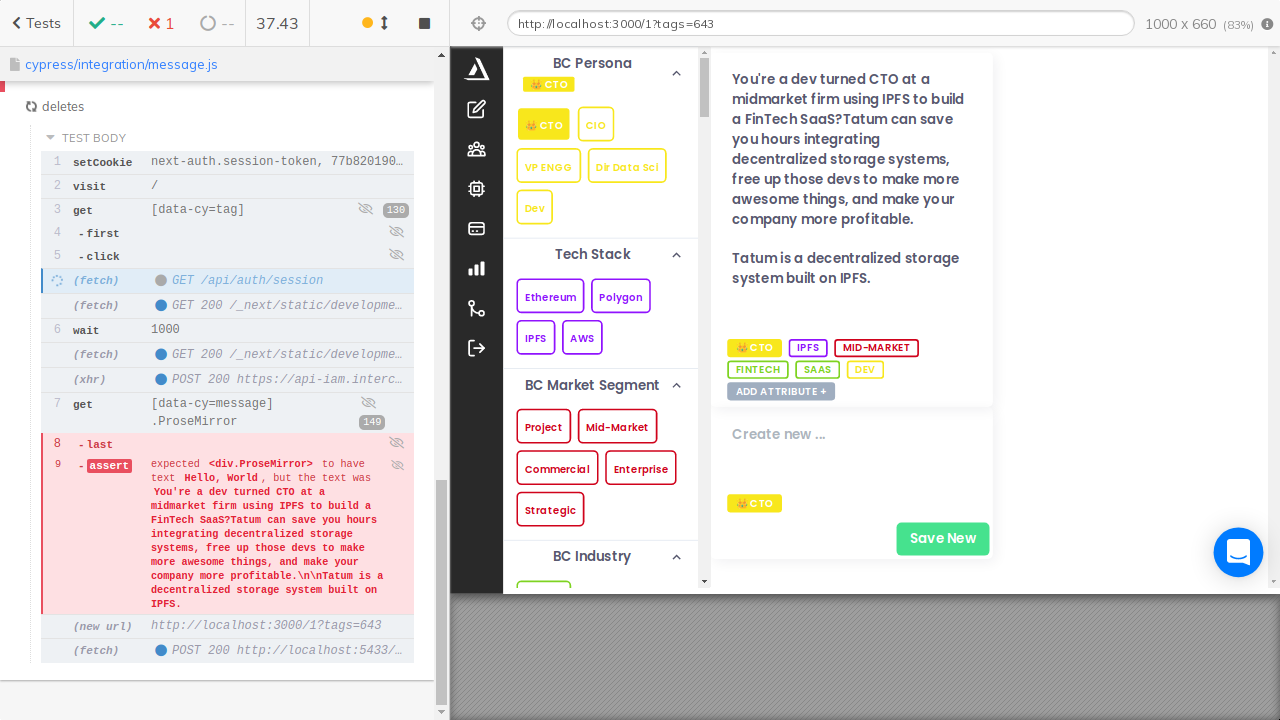 Tests
--
1
--
37.43
http://localhost:3000/1?tags=643
1000 x 660 (83%)
cypress/integration/message.js
deletes
TEST BODY
1 setCookie next-auth.session-token, 77b820190…
2 visit /
3 get [data-cy=tag] 130
4 -first
5 -click
(fetch) GET /api/auth/session
(fetch) GET 200 /_next/static/developme…
6 wait 1000
(fetch) GET 200 /_next/static/developme…
(xhr) POST 200 https://api-iam.interc…
7 get [data-cy=message]
.ProseMirror 149
8 -last
9 -assert expected <div.ProseMirror> to have
text Hello, World, but the text was
You're a dev turned CTO at a
midmarket firm using IPFS to build a
FinTech SaaS?Tatum can save you hours
integrating decentralized storage
systems, free up those devs to make
more awesome things, and make your
company more profitable.\n\nTatum is a
decentralized storage system built on
IPFS.
(new url) http://localhost:3000/1?tags=643
(fetch) POST 200 http://localhost:5433/…
BC Persona
👑 CTO
👑 CTO
CIO
VP ENGG
Dir Data Sci
Dev
Tech Stack
Ethereum
Polygon
IPFS
AWS
BC Market Segment
Project
Mid-Market
Commercial
Enterprise
Strategic
BC Industry
You're a dev turned CTO at a
midmarket firm using IPFS to build
a FinTech SaaS?Tatum can save
you hours integrating
decentralized storage systems,
free up those devs to make more
awesome things, and make your
company more profitable.
Tatum is a decentralized storage
system built on IPFS.
👑 CTO IPFS MID-MARKET
FINTECH SAAS DEV
ADD ATTRIBUTE +
Create new ...
👑 CTO
Save New